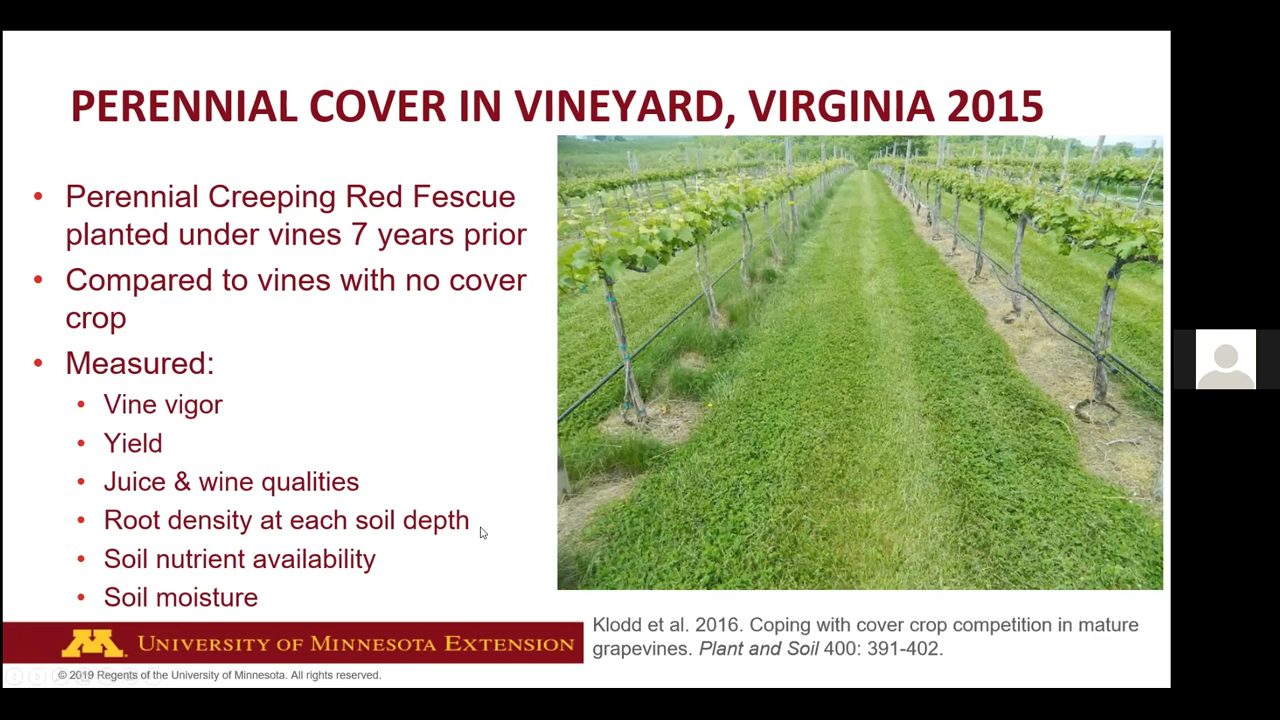 PERENNIAL COVER IN VINEYARD, VIRGINIA 2015
• Perennial Creeping Red Fescue
planted under vines 7 years prior
• Compared to vines with no cover
crop
• Measured:
• Vine vigor
• Yield
• Juice & wine qualities
• Root density at each soil depth
• Soil nutrient availability
• Soil moisture
UNIVERSITY OF MINNESOTA EXTENSION
Klodd et al. 2016. Coping with cover crop competition in mature
grapevines. Plant and Soil 400: 391-402.
© 2019 Regents of the University of Minnesota. All rights reserved.